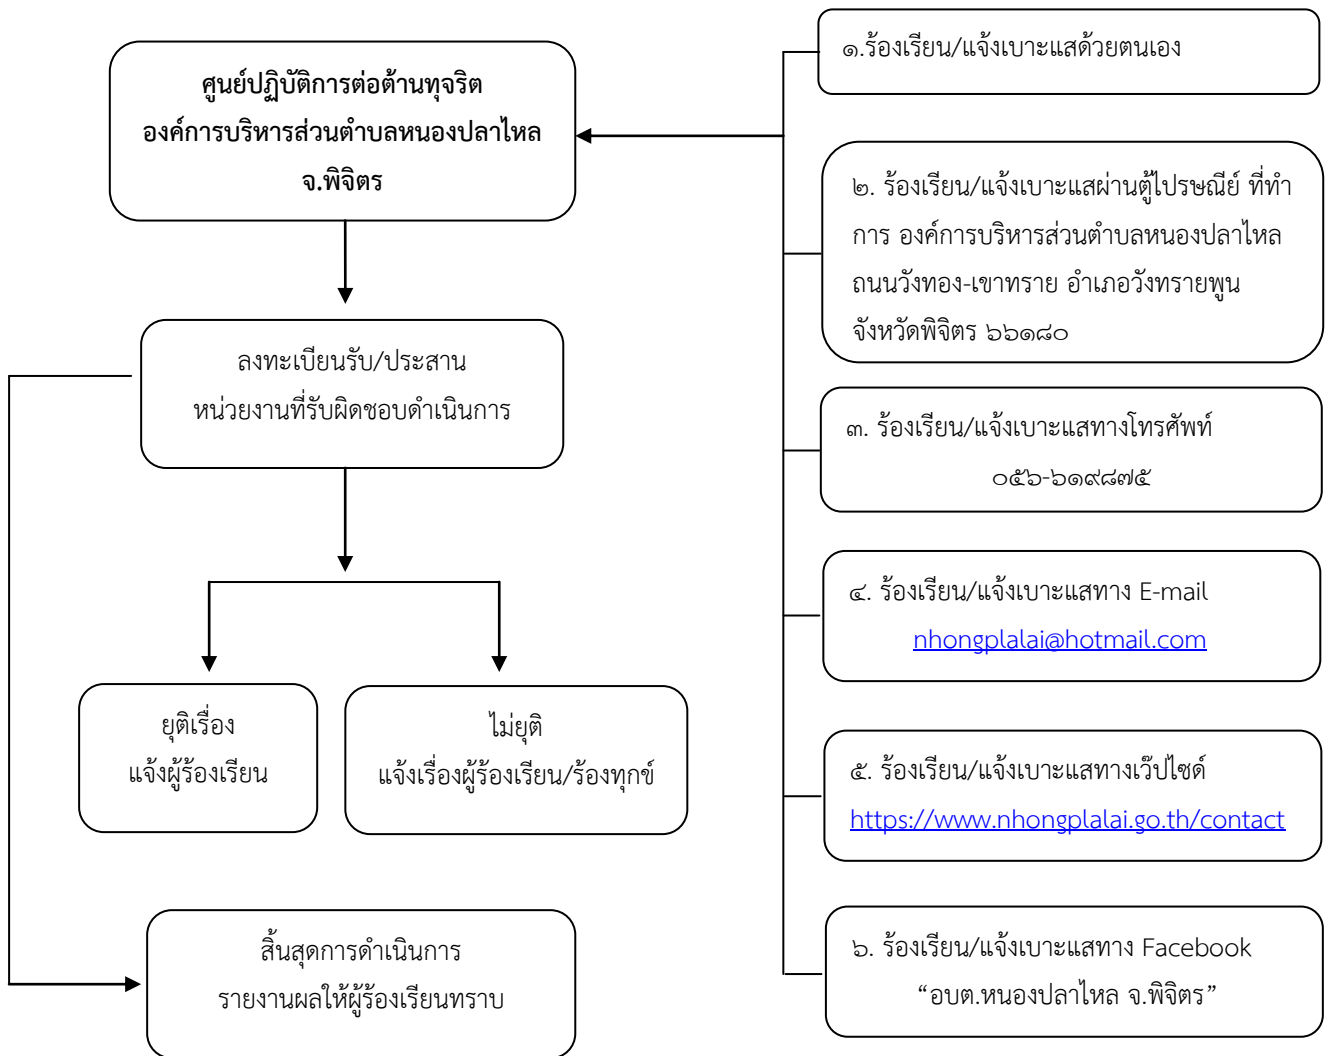 ศูนย์ปฏิบัติการต่อต้านทุจริต
องค์การบริหารส่วนตำบลหนองปลาไหล
จ.พิจิตร
ลงทะเบียนรับ/ประสาน
หน่วยงานที่รับผิดชอบดำเนินการ
ยุติเรื่อง
แจ้งผู้ร้องเรียน
ไม่ยุติ
แจ้งเรื่องผู้ร้องเรียน/ร้องทุกข์
สิ้นสุดการดำเนินการ
รายงานผลให้ผู้ร้องเรียนทราบ
๑.ร้องเรียน/แจ้งเบาะแสด้วยตนเอง
๒. ร้องเรียน/แจ้งเบาะแสผ่านตู้ไปรษณีย์ ที่ทำ
การ องค์การบริหารส่วนตำบลหนองปลาไหล
ถนนวังทอง-เขาทราย อำเภอวังทรายพูน
จังหวัดพิจิตร ๖๖๑๘๐
๓. ร้องเรียน/แจ้งเบาะแสทางโทรศัพท์
๐๕๖-๖๑๙๘๗๕
๔. ร้องเรียน/แจ้งเบาะแสทาง E-mail
nhongplalai@hotmail.com
๕. ร้องเรียน/แจ้งเบาะแสทางเว็ปไซด์
https://www.nhongplalai.go.th/contact
๖. ร้องเรียน/แจ้งเบาะแสทาง Facebook
“อบต.หนองปลาไหล จ.พิจิตร”